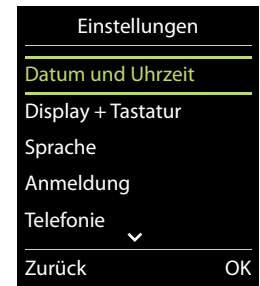 Einstellungen
Datum und Uhrzeit
Display + Tastatur
Sprache
Anmeldung
Telefonie
Zurück OK